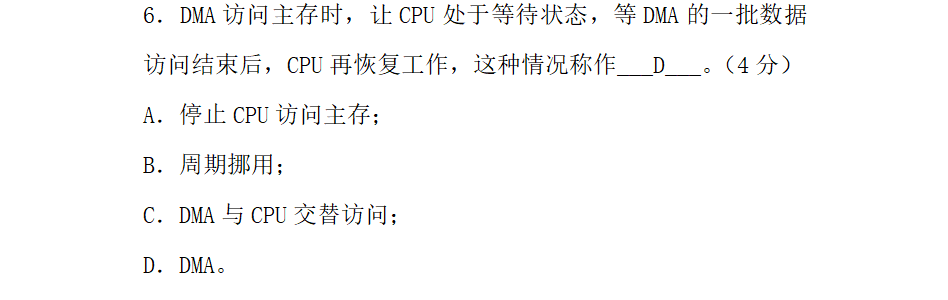 6．DMA 访问主存时，让 CPU 处于等待状态，等 DMA 的一批数据
访问结束后，CPU 再恢复工作，这种情况称作___D___。（4 分）
A．停止 CPU 访问主存；
B．周期挪用；
C．DMA 与 CPU 交替访问；
D．DMA。